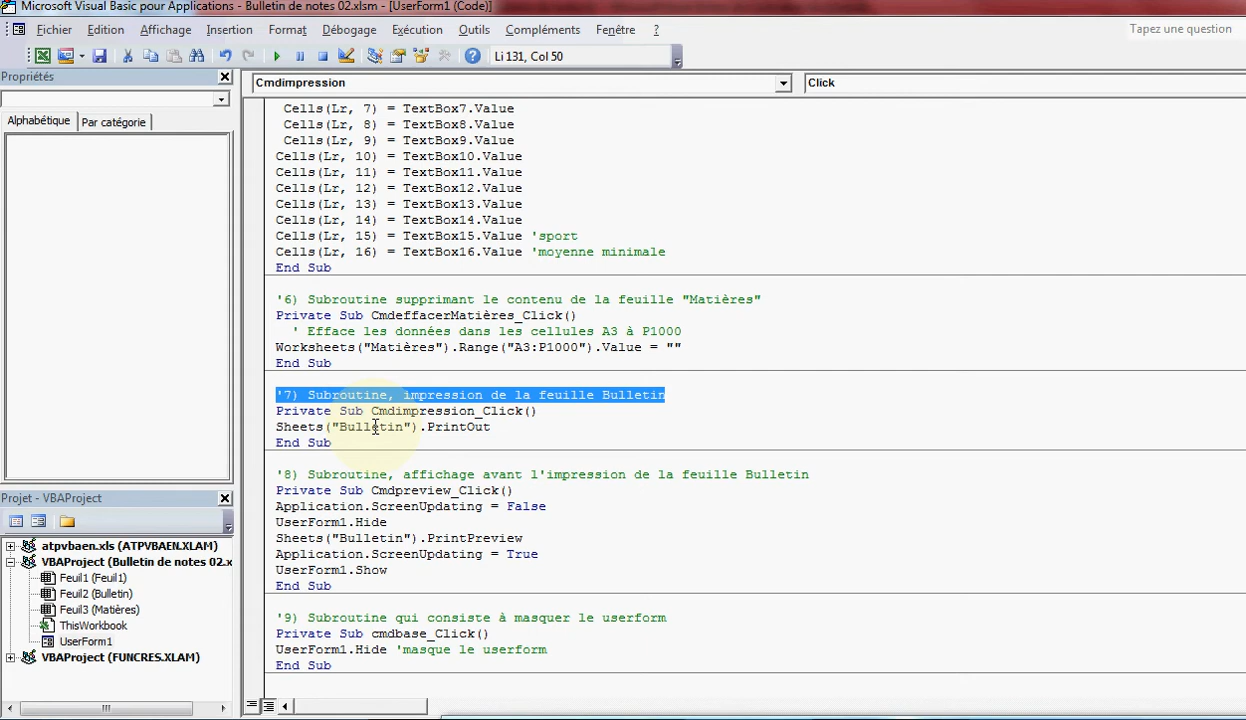 Microsoft Visual Basic pour Applications - Bulletin de notes 02.xlsm - [UserForm1 (Code)]
Fichier Edition Affichage Insertion Format Débogage Exécution Outils Compléments Fenêtre ? Tapez une question
Li 131, Col 50
Propriétés
Cmdimpression Click
Alphabétique Par catégorie
Cells(Lr, 7) = TextBox7.Value
Cells(Lr, 8) = TextBox8.Value
Cells(Lr, 9) = TextBox9.Value
Cells(Lr, 10) = TextBox10.Value
Cells(Lr, 11) = TextBox11.Value
Cells(Lr, 12) = TextBox12.Value
Cells(Lr, 13) = TextBox13.Value
Cells(Lr, 14) = TextBox14.Value
Cells(Lr, 15) = TextBox15.Value 'sport
Cells(Lr, 16) = TextBox16.Value 'moyenne minimale
End Sub
'6) Subroutine supprimant le contenu de la feuille "Matières"
Private Sub CmdeffacerMatières_Click()
' Efface les données dans les cellules A3 à P1000
Worksheets("Matières").Range("A3:P1000").Value = ""
End Sub
'7) Subroutine, impression de la feuille Bulletin
Private Sub Cmdimpression_Click()
Sheets("Bulletin").PrintOut
End Sub
'8) Subroutine, affichage avant l'impression de la feuille Bulletin
Private Sub Cmdpreview_Click()
Application.ScreenUpdating = False
UserForm1.Hide
Sheets("Bulletin").PrintPreview
Application.ScreenUpdating = True
UserForm1.Show
End Sub
'9) Subroutine qui consiste à masquer le userform
Private Sub cmdbase_Click()
UserForm1.Hide 'masque le userform
End Sub
Projet - VBAProject
atpvbaen.xls (ATPVBAEN.XLAM)
VBAProject (Bulletin de notes 02.x
Feuil1 (Feuil1)
Feuil2 (Bulletin)
Feuil3 (Matières)
ThisWorkbook
UserForm1
VBAProject (FUNCRES.XLAM)